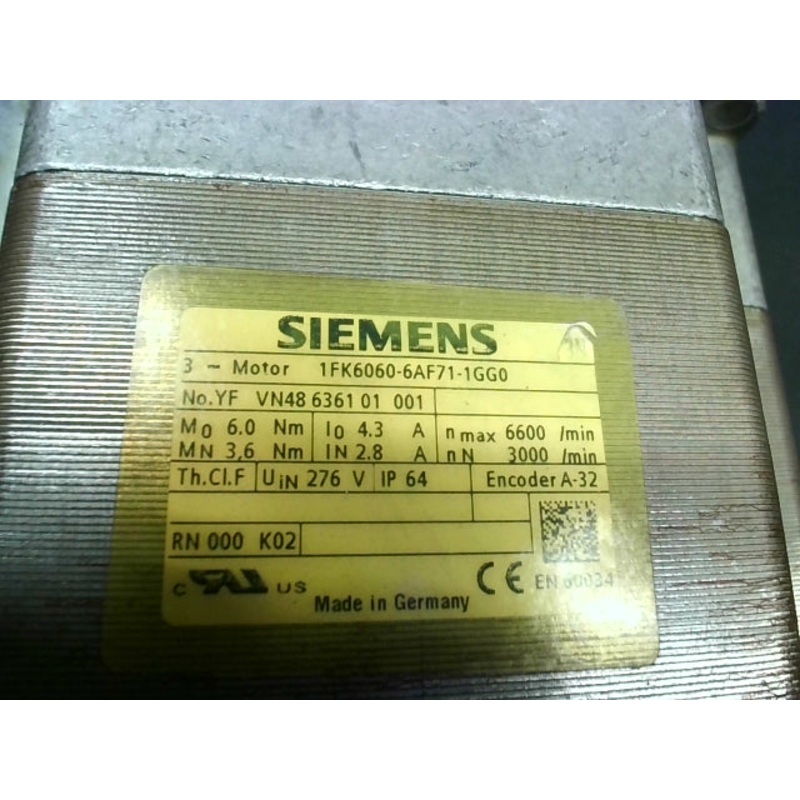 SIEMENS
3 ~ Motor 1FK6060-6AF71-1GG0
No.YF VN48 6361 01 001
M0 6.0 Nm I0 4.3 A nmax 6600 /min
MN 3,6 Nm IN 2.8 A nN 3000 /min
Th.Cl.F UiN 276 V IP 64 Encoder A-32
RN 000 K02
C US CE EN 60034
Made in Germany